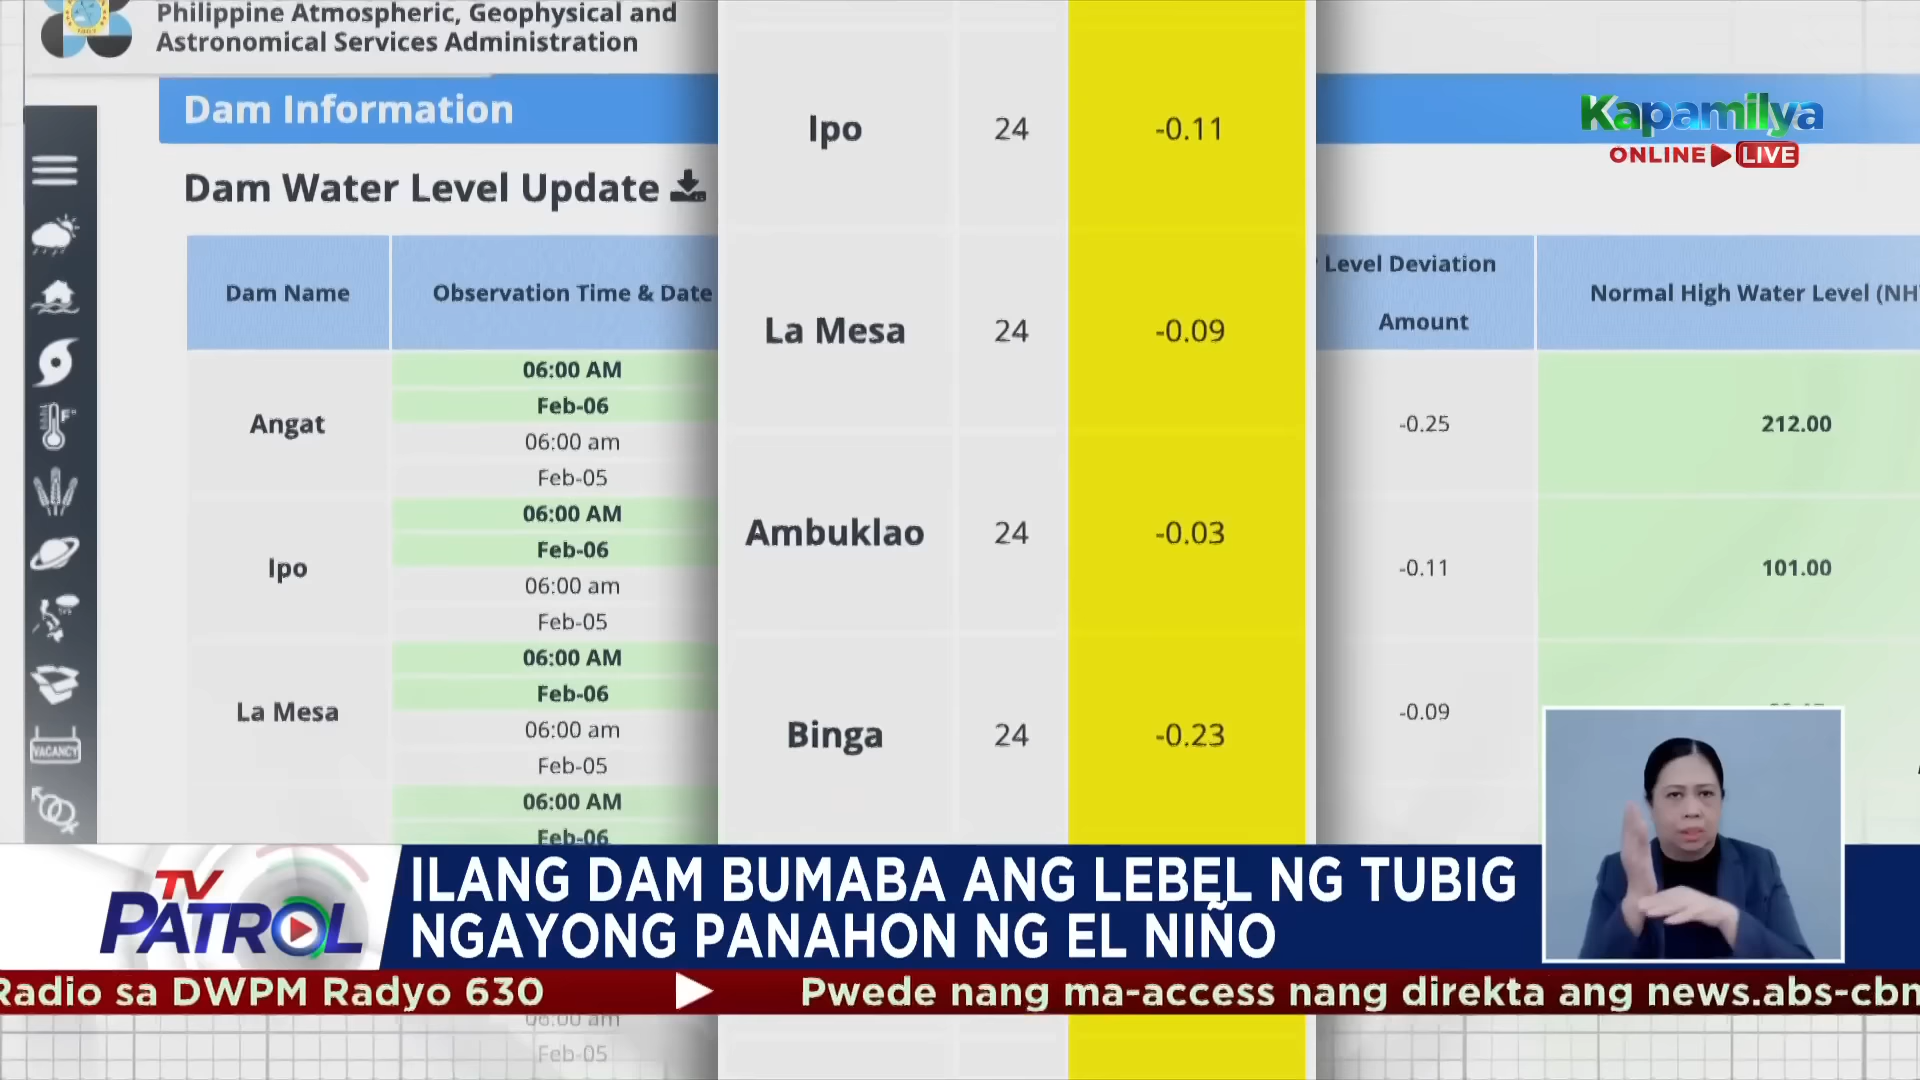 Philippine Atmospheric, Geophysical and
Astronomical Services Administration
Dam Information
Dam Water Level Update
Dam Name
Observation Time & Date
Level Deviation
Amount
Normal High Water Level
Angat
06:00 AM
Feb-06
06:00 am
Feb-05
-0.25
212.00
Ipo
06:00 AM
Feb-06
06:00 am
Feb-05
-0.11
101.00
La Mesa
06:00 AM
Feb-06
06:00 am
Feb-05
-0.09
06:00 AM
Feb-06
06:00 am
Feb-05
Ipo 24 -0.11
La Mesa 24 -0.09
Ambuklao 24 -0.03
Binga 24 -0.23
VACANCY
Kapamilya
ONLINE LIVE
TV
PATROL
ILANG DAM BUMABA ANG LEBEL NG TUBIG
NGAYONG PANAHON NG EL NIÑO
Radio sa DWPM Radyo 630 Pwede nang ma-access nang direkta ang news.abs-cbn